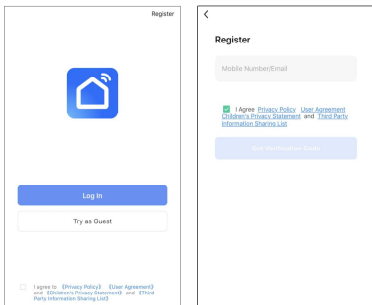 Register
Log In
Try as Guest
I agree to 《Privacy Policy》 《User Agreement》
and 《Children's Privacy Statement》 and 《Third
Party Information Sharing List》
Register
Mobile Number/Email
I Agree Privacy Policy User Agreement
Children's Privacy Statement and Third Party
Information Sharing List
Get Verification Code